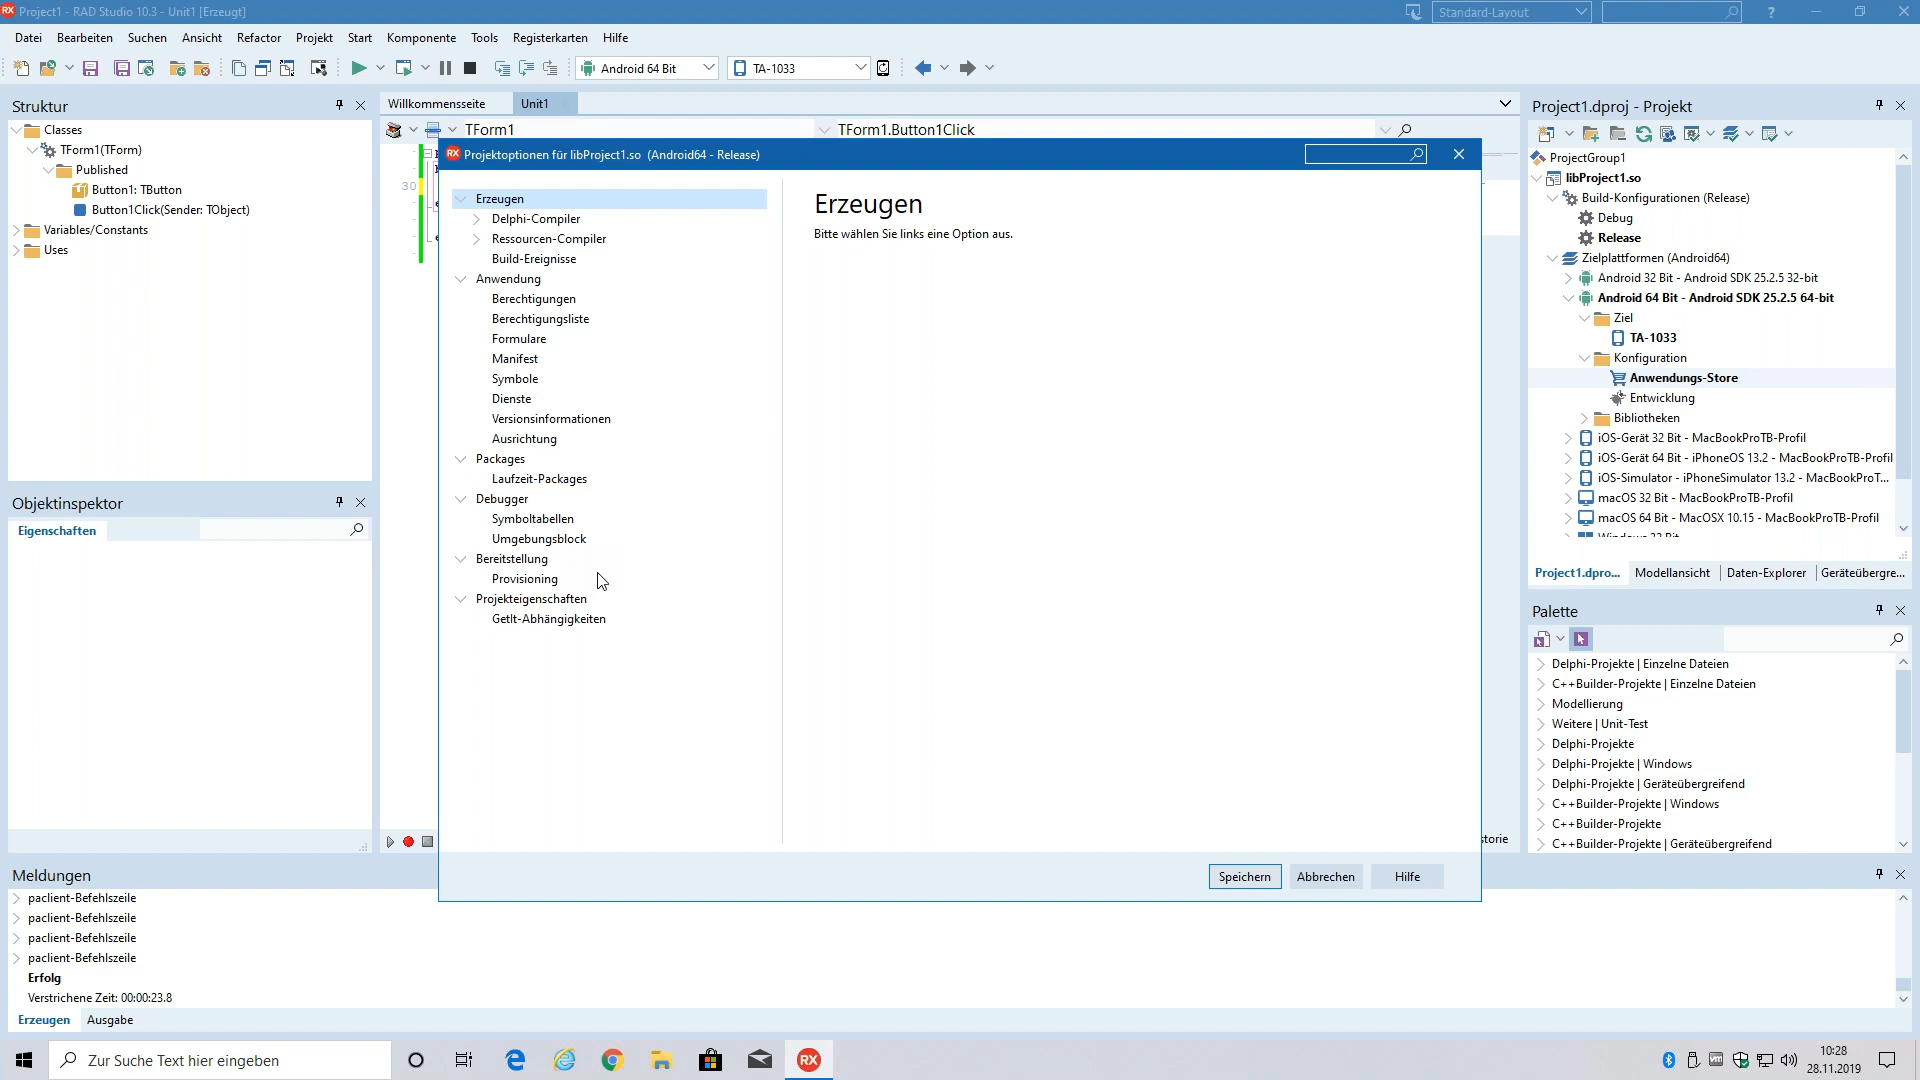 RX Project1 - RAD Studio 10.3 - Unit1 [Erzeugt]
Standard-Layout
?
Datei Bearbeiten Suchen Ansicht Refactor Projekt Start Komponente Tools Registerkarten Hilfe
Android 64 Bit
TA-1033
Struktur
Classes
TForm1(TForm)
Published
Button1: TButton
Button1Click(Sender: TObject)
Variables/Constants
Uses
Objektinspektor
Eigenschaften
Willkommensseite
Unit1
TForm1
TForm1.Button1Click
30
RX Projektoptionen für libProject1.so (Android64 - Release)
Erzeugen
Delphi-Compiler
Ressourcen-Compiler
Build-Ereignisse
Anwendung
Berechtigungen
Berechtigungsliste
Formulare
Manifest
Symbole
Dienste
Versionsinformationen
Ausrichtung
Packages
Laufzeit-Packages
Debugger
Symboltabellen
Umgebungsblock
Bereitstellung
Provisioning
Projekteigenschaften
GetIt-Abhängigkeiten
Erzeugen
Bitte wählen Sie links eine Option aus.
Speichern
Abbrechen
Hilfe
storie
Project1.dproj - Projekt
ProjectGroup1
libProject1.so
Build-Konfigurationen (Release)
Debug
Release
Zielplattformen (Android64)
Android 32 Bit - Android SDK 25.2.5 32-bit
Android 64 Bit - Android SDK 25.2.5 64-bit
Ziel
TA-1033
Konfiguration
Anwendungs-Store
Entwicklung
Bibliotheken
iOS-Gerät 32 Bit - MacBookProTB-Profil
iOS-Gerät 64 Bit - iPhoneOS 13.2 - MacBookProTB-Profil
iOS-Simulator - iPhoneSimulator 13.2 - MacBookProT...
macOS 32 Bit - MacBookProTB-Profil
macOS 64 Bit - MacOSX 10.15 - MacBookProTB-Profil
Project1.dpro... Modellansicht Daten-Explorer Geräteübergre...
Palette
Delphi-Projekte | Einzelne Dateien
C++Builder-Projekte | Einzelne Dateien
Modellierung
Weitere | Unit-Test
Delphi-Projekte
Delphi-Projekte | Windows
Delphi-Projekte | Geräteübergreifend
C++Builder-Projekte | Windows
C++Builder-Projekte
C++Builder-Projekte | Geräteübergreifend
Meldungen
paclient-Befehlszeile
paclient-Befehlszeile
paclient-Befehlszeile
paclient-Befehlszeile
Erfolg
Verstrichene Zeit: 00:00:23.8
Erzeugen Ausgabe
Zur Suche Text hier eingeben
RX
10:28
28.11.2019